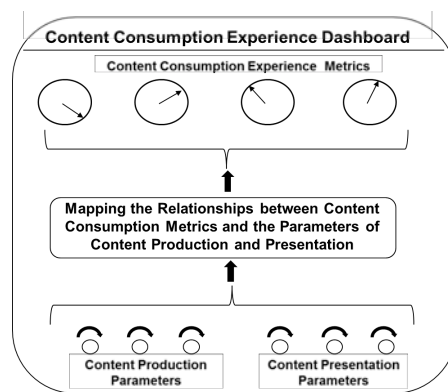 Content Consumption Experience Dashboard
Content Consumption Experience Metrics
Mapping the Relationships between Content
Consumption Metrics and the Parameters of
Content Production and Presentation
Content Production
Parameters
Content Presentation
Parameters